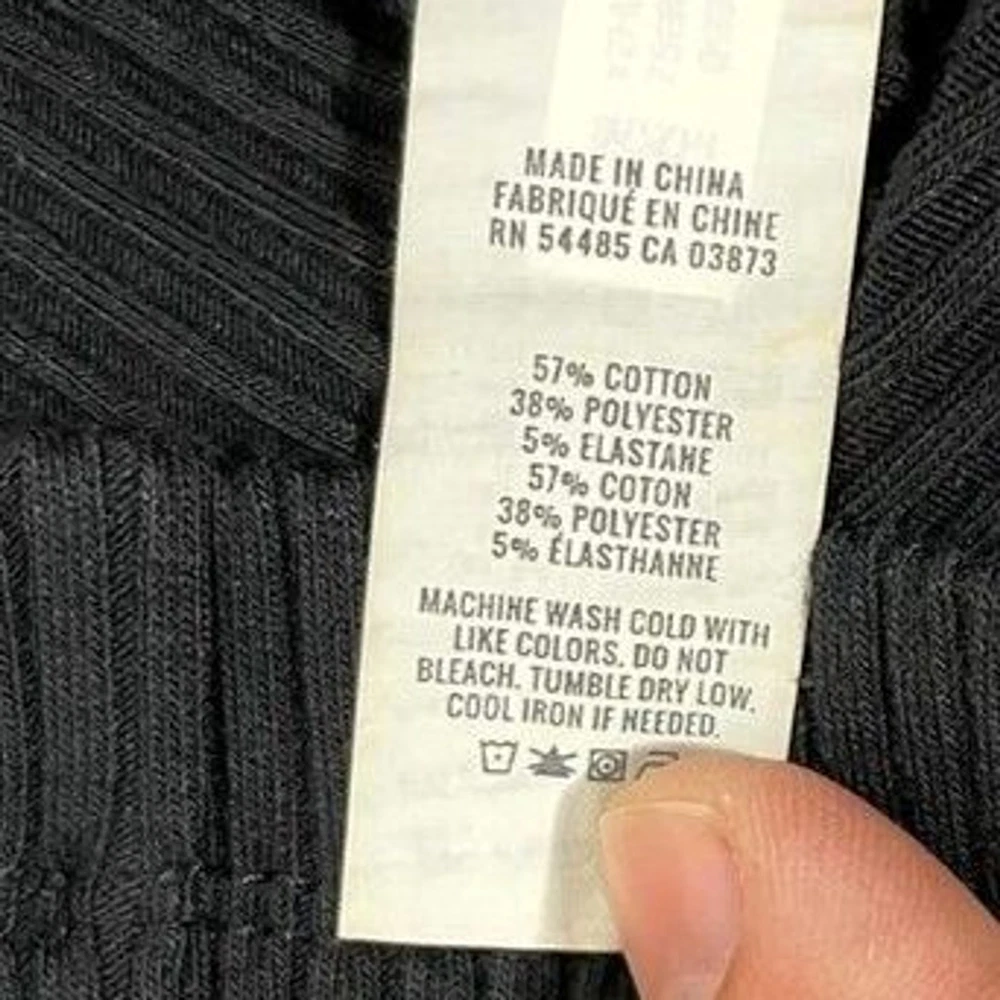 MADE IN CHINA
FABRIQUÉ EN CHINE
RN 54485 CA 03873
57% COTTON
38% POLYESTER
5% ELASTANE
57% COTON
38% POLYESTER
5% ÉLASTHANNE
MACHINE WASH COLD WITH
LIKE COLORS. DO NOT
BLEACH. TUMBLE DRY LOW.
COOL IRON IF NEEDED.